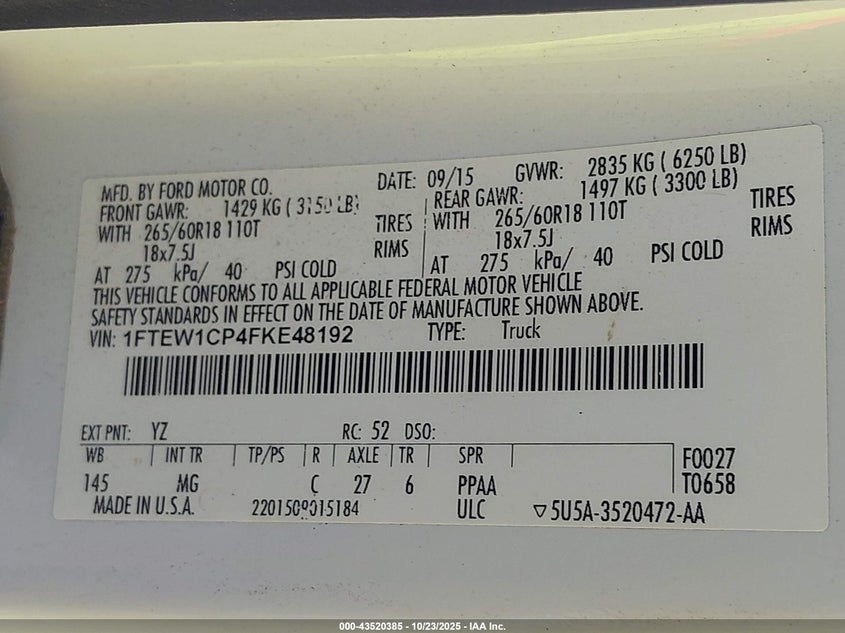 MFD. BY FORD MOTOR CO. DATE: 09/15 GVWR: 2835 KG ( 6250 LB)
FRONT GAWR: 1429 KG ( 3150 LB) REAR GAWR: 1497 KG ( 3300 LB)
WITH 265/60R18 110T TIRES WITH 265/60R18 110T TIRES
18x7.5J RIMS 18x7.5J RIMS
AT 275 kPa/ 40 PSI COLD AT 275 kPa/ 40 PSI COLD
THIS VEHICLE CONFORMS TO ALL APPLICABLE FEDERAL MOTOR VEHICLE
SAFETY STANDARDS IN EFFECT ON THE DATE OF MANUFACTURE SHOWN ABOVE.
VIN: 1FTEW1CP4FKE48192 TYPE: Truck
EXT PNT: YZ RC: 52 DSO:
WB INT TR TP/PS R AXLE TR SPR F0027
145 MG C 27 6 PPAA T0658
MADE IN U.S.A. 2201509015184 ULC ▽5U5A-3520472-AA
000-43520385 - 10/23/2025 - IAA Inc.